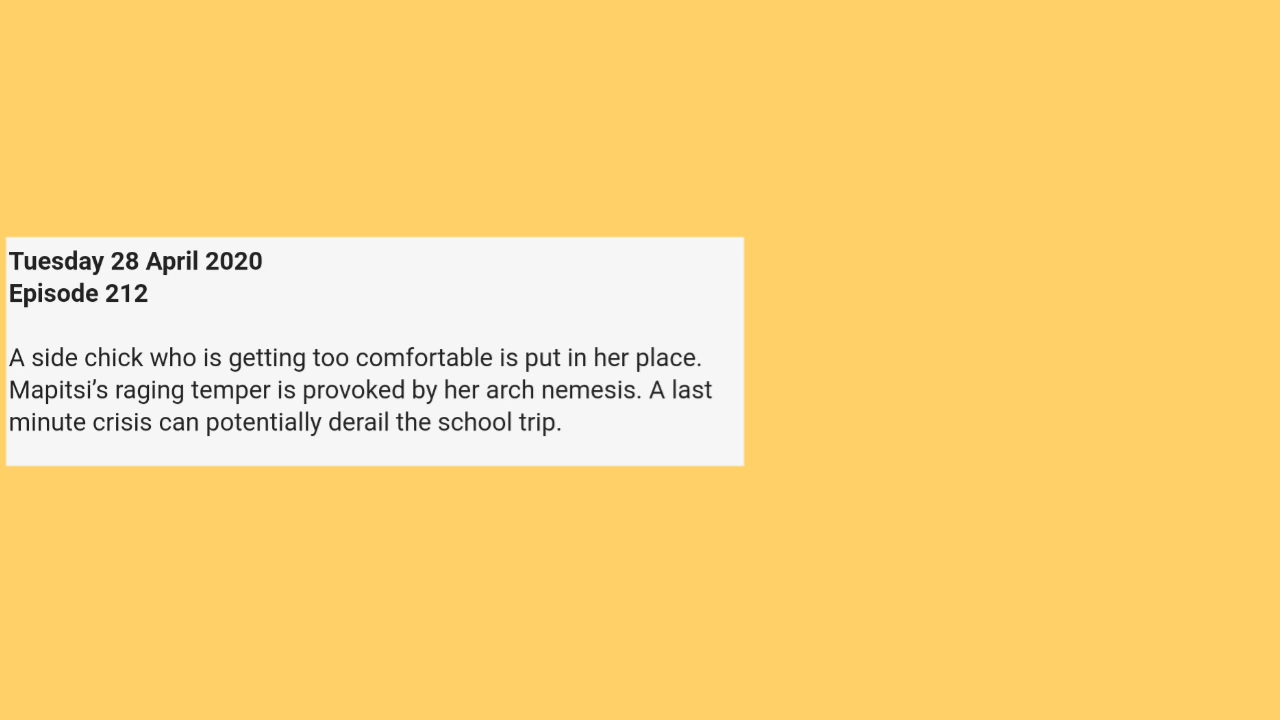 Tuesday 28 April 2020
Episode 212
A side chick who is getting too comfortable is put in her place.
Mapitsi’s raging temper is provoked by her arch nemesis. A last
minute crisis can potentially derail the school trip.